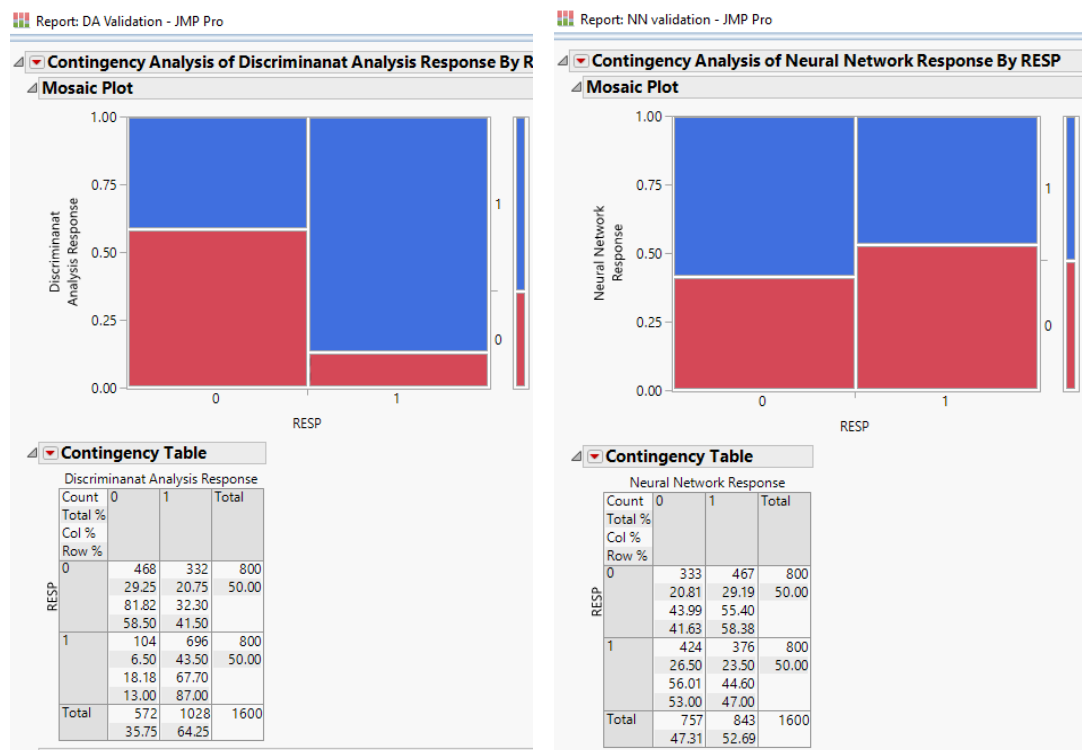 Report: DA Validation - JMP Pro
Contingency Analysis of Discriminanat Analysis Response By R
Mosaic Plot
1.00
0.75
0.50
0.25
0.00
Discriminanat
Analysis Response
0
1
RESP
1
0
Contingency Table
Discriminanat Analysis Response
Count 0 1 Total
Total %
Col %
Row %
RESP
0 468 332 800
29.25 20.75 50.00
81.82 32.30
58.50 41.50
1 104 696 800
6.50 43.50 50.00
18.18 67.70
13.00 87.00
Total 572 1028 1600
35.75 64.25
Report: NN validation - JMP Pro
Contingency Analysis of Neural Network Response By RESP
Mosaic Plot
1.00
0.75
0.50
0.25
0.00
Neural Network
Response
0
1
RESP
1
0
Contingency Table
Neural Network Response
Count 0 1 Total
Total %
Col %
Row %
RESP
0 333 467 800
20.81 29.19 50.00
43.99 55.40
41.63 58.38
1 424 376 800
26.50 23.50 50.00
56.01 44.60
53.00 47.00
Total 757 843 1600
47.31 52.69